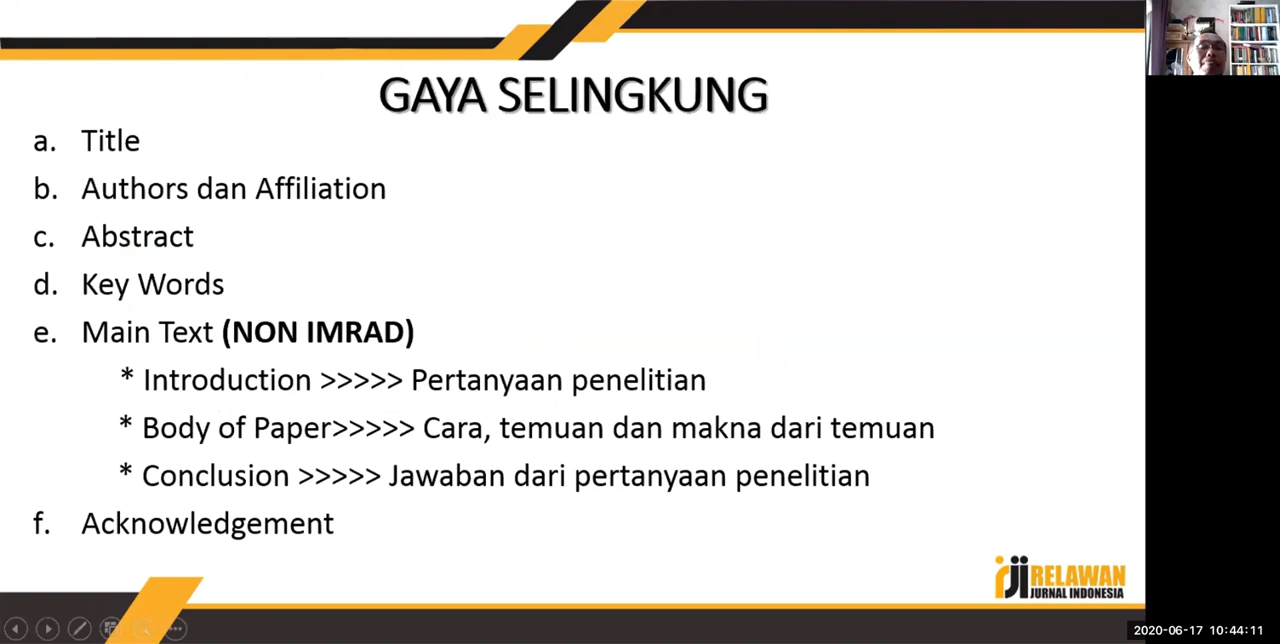 GAYA SELINGKUNG
a. Title
b. Authors dan Affiliation
c. Abstract
d. Key Words
e. Main Text (NON IMRAD)
* Introduction >>>>> Pertanyaan penelitian
* Body of Paper>>>>> Cara, temuan dan makna dari temuan
* Conclusion >>>>> Jawaban dari pertanyaan penelitian
f. Acknowledgement
rji RELAWAN
JURNAL INDONESIA
2020-06-17 10:44:11